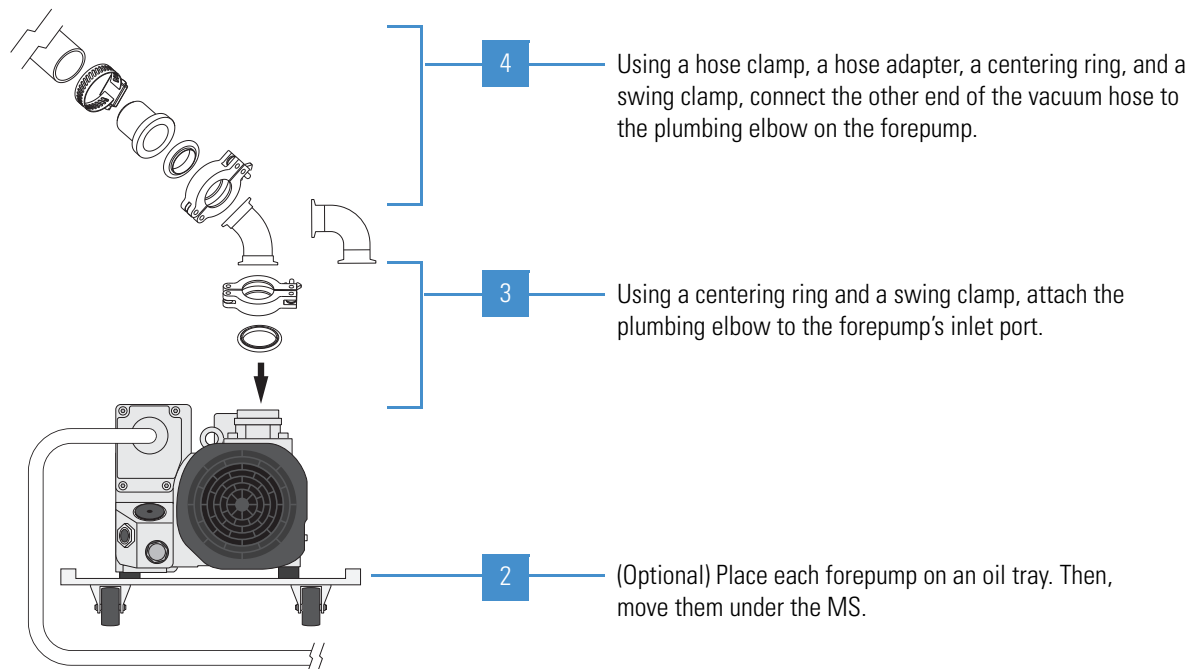 4
Using a hose clamp, a hose adapter, a centering ring, and a
swing clamp, connect the other end of the vacuum hose to
the plumbing elbow on the forepump.
3
Using a centering ring and a swing clamp, attach the
plumbing elbow to the forepump’s inlet port.
2
(Optional) Place each forepump on an oil tray. Then,
move them under the MS.